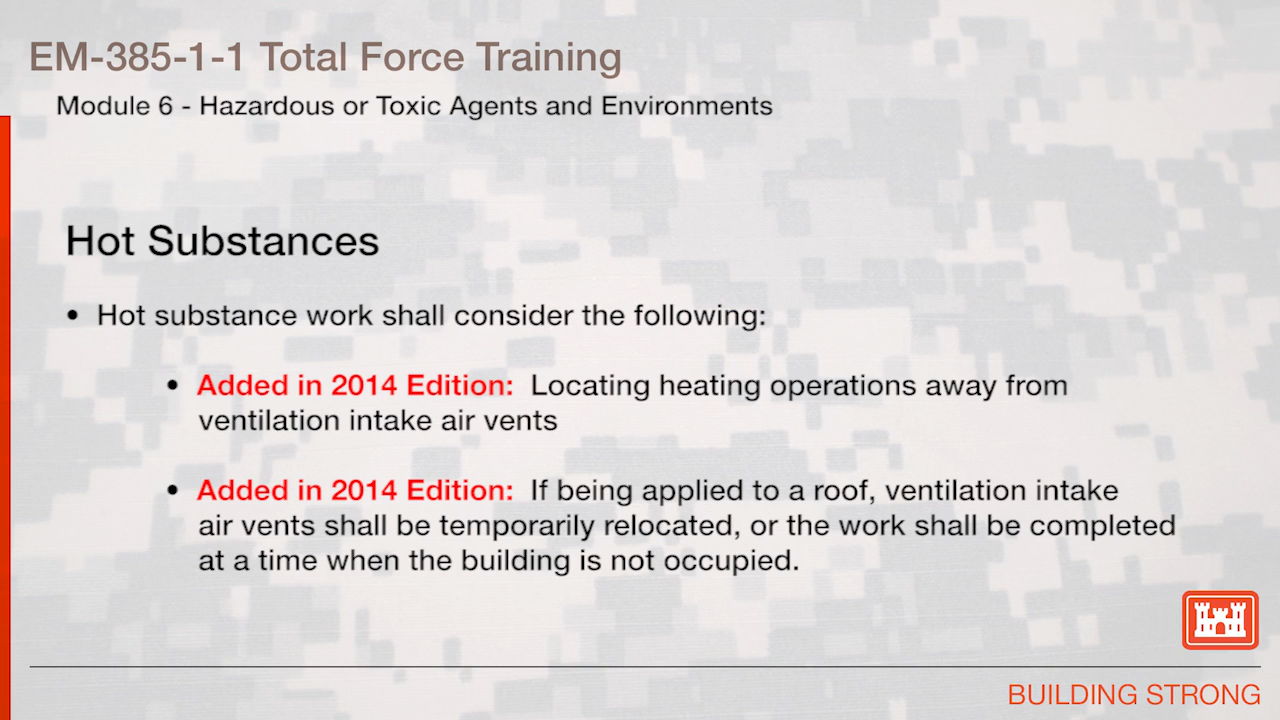 EM-385-1-1 Total Force Training
Module 6 - Hazardous or Toxic Agents and Environments
Hot Substances
• Hot substance work shall consider the following:
• Added in 2014 Edition: Locating heating operations away from
ventilation intake air vents
• Added in 2014 Edition: If being applied to a roof, ventilation intake
air vents shall be temporarily relocated, or the work shall be completed
at a time when the building is not occupied.
BUILDING STRONG